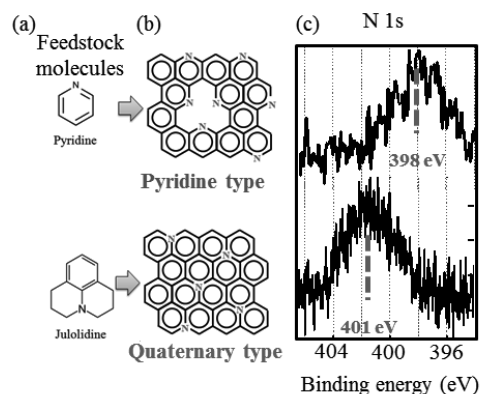 (a)
(b)
(c)
N 1s
Feedstock
molecules
N
Pyridine
N
N
N
N
N
N
N
Pyridine type
398 eV
N
Julolidine
N
N
N
N
Quaternary type
401 eV
404 400 396
Binding energy (eV)